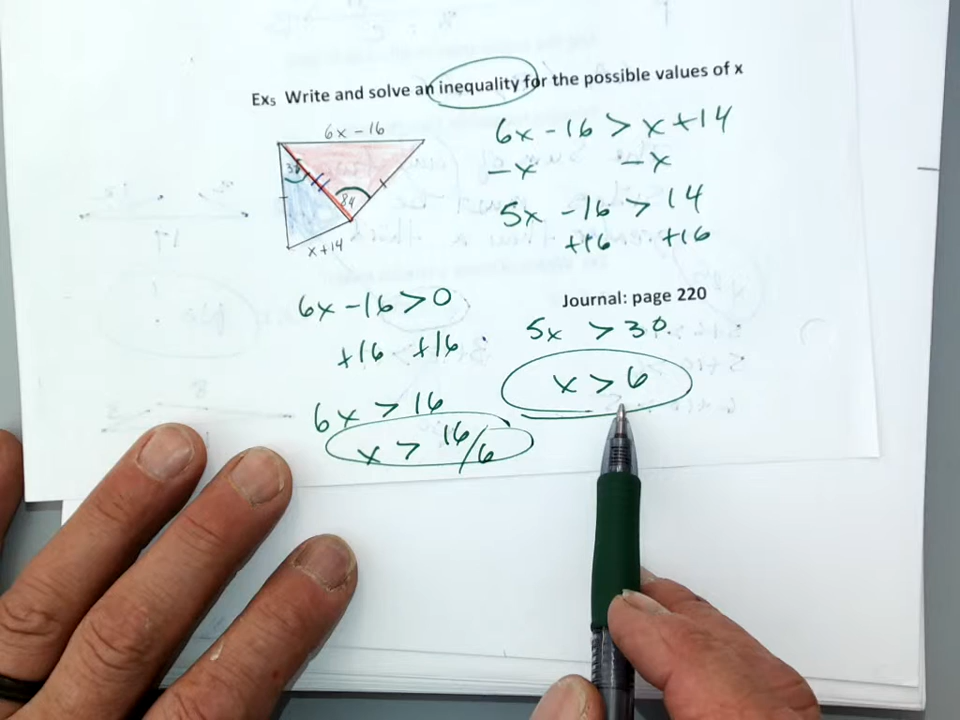 Ex5 Write and solve an inequality for the possible values of x
6x - 16
84
x + 14
6x - 16 > x + 14
-x -x
5x - 16 > 14
+16 +16
Journal: page 220
5x > 30
x > 6
6x - 16 > 0
+16 +16
6x > 16
x > 16/6